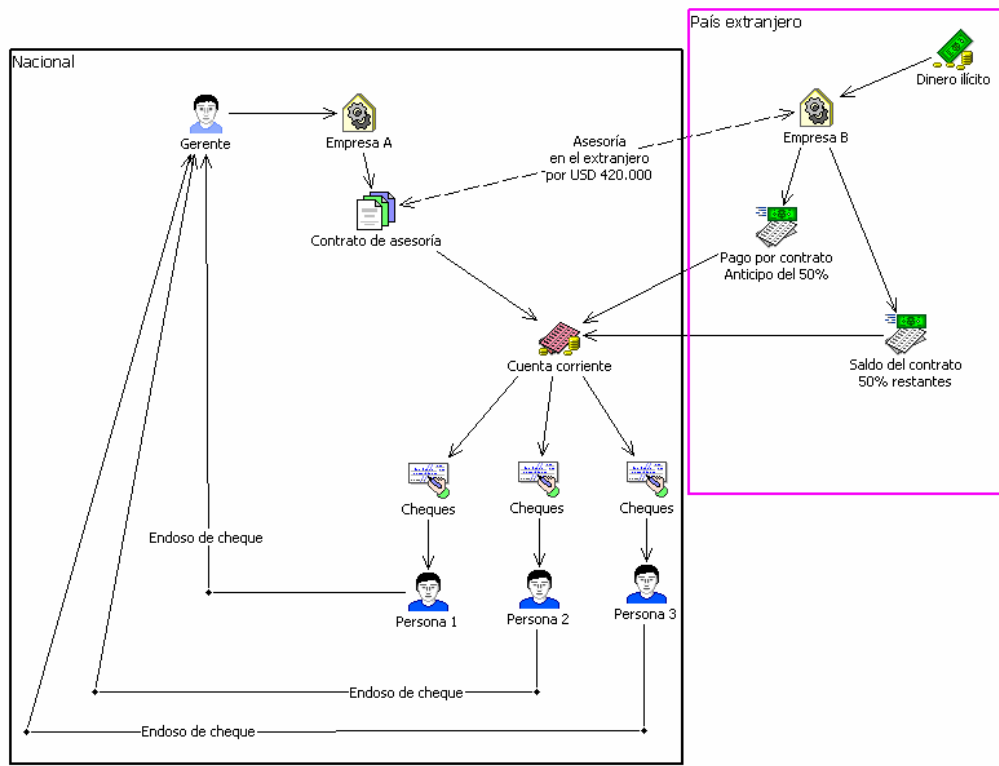 País extranjero
Nacional
Dinero ilícito
Gerente
Empresa A
Empresa B
Asesoría
en el extranjero
por USD 420.000
Contrato de asesoría
Pago por contrato
Anticipo del 50%
Cuenta corriente
Saldo del contrato
50% restantes
Cheques
Cheques
Cheques
Endoso de cheque
Persona 1
Persona 2
Persona 3
Endoso de cheque
Endoso de cheque